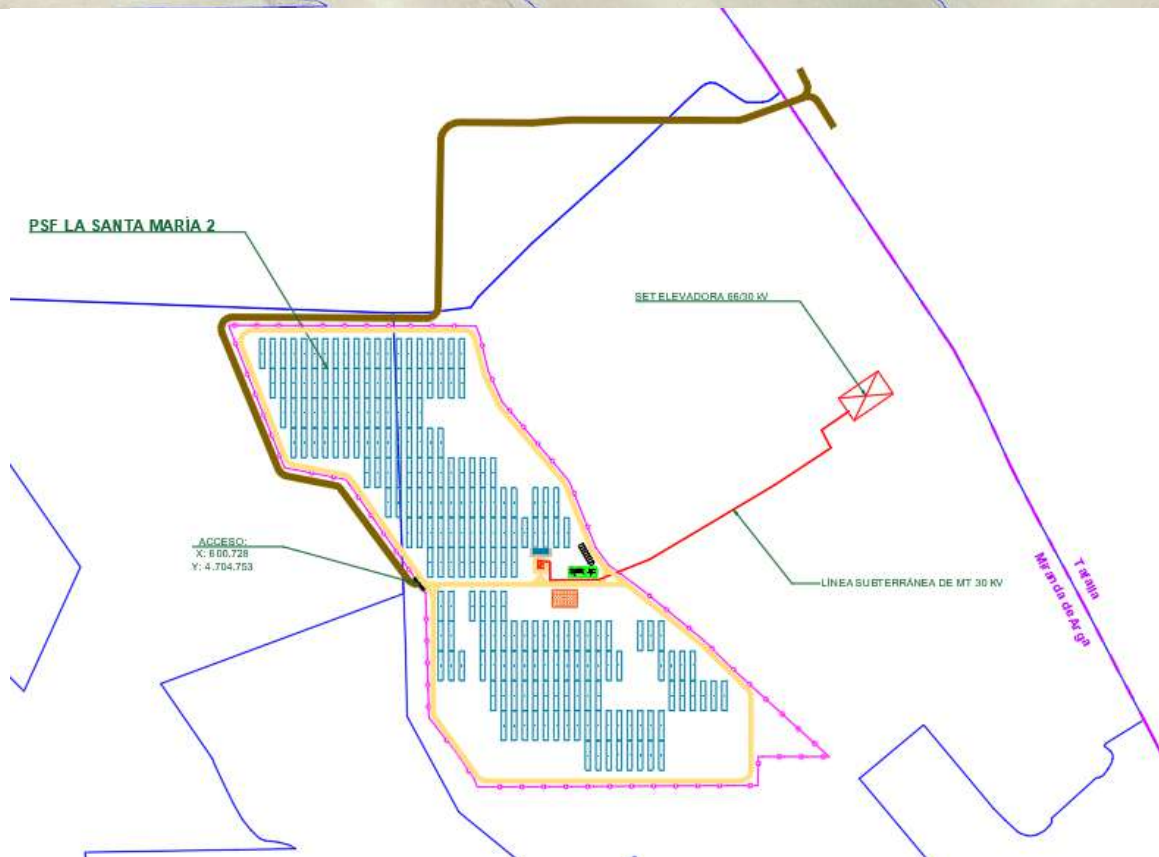 PSF LA SANTA MARÍA 2
SET ELEVADORA 66/30 kV
ACCESO:
X: 600.728
Y: 4.704.753
LÍNEA SUBTERRÁNEA DE MT 30 KV
Tafalla
Miranda de Arga